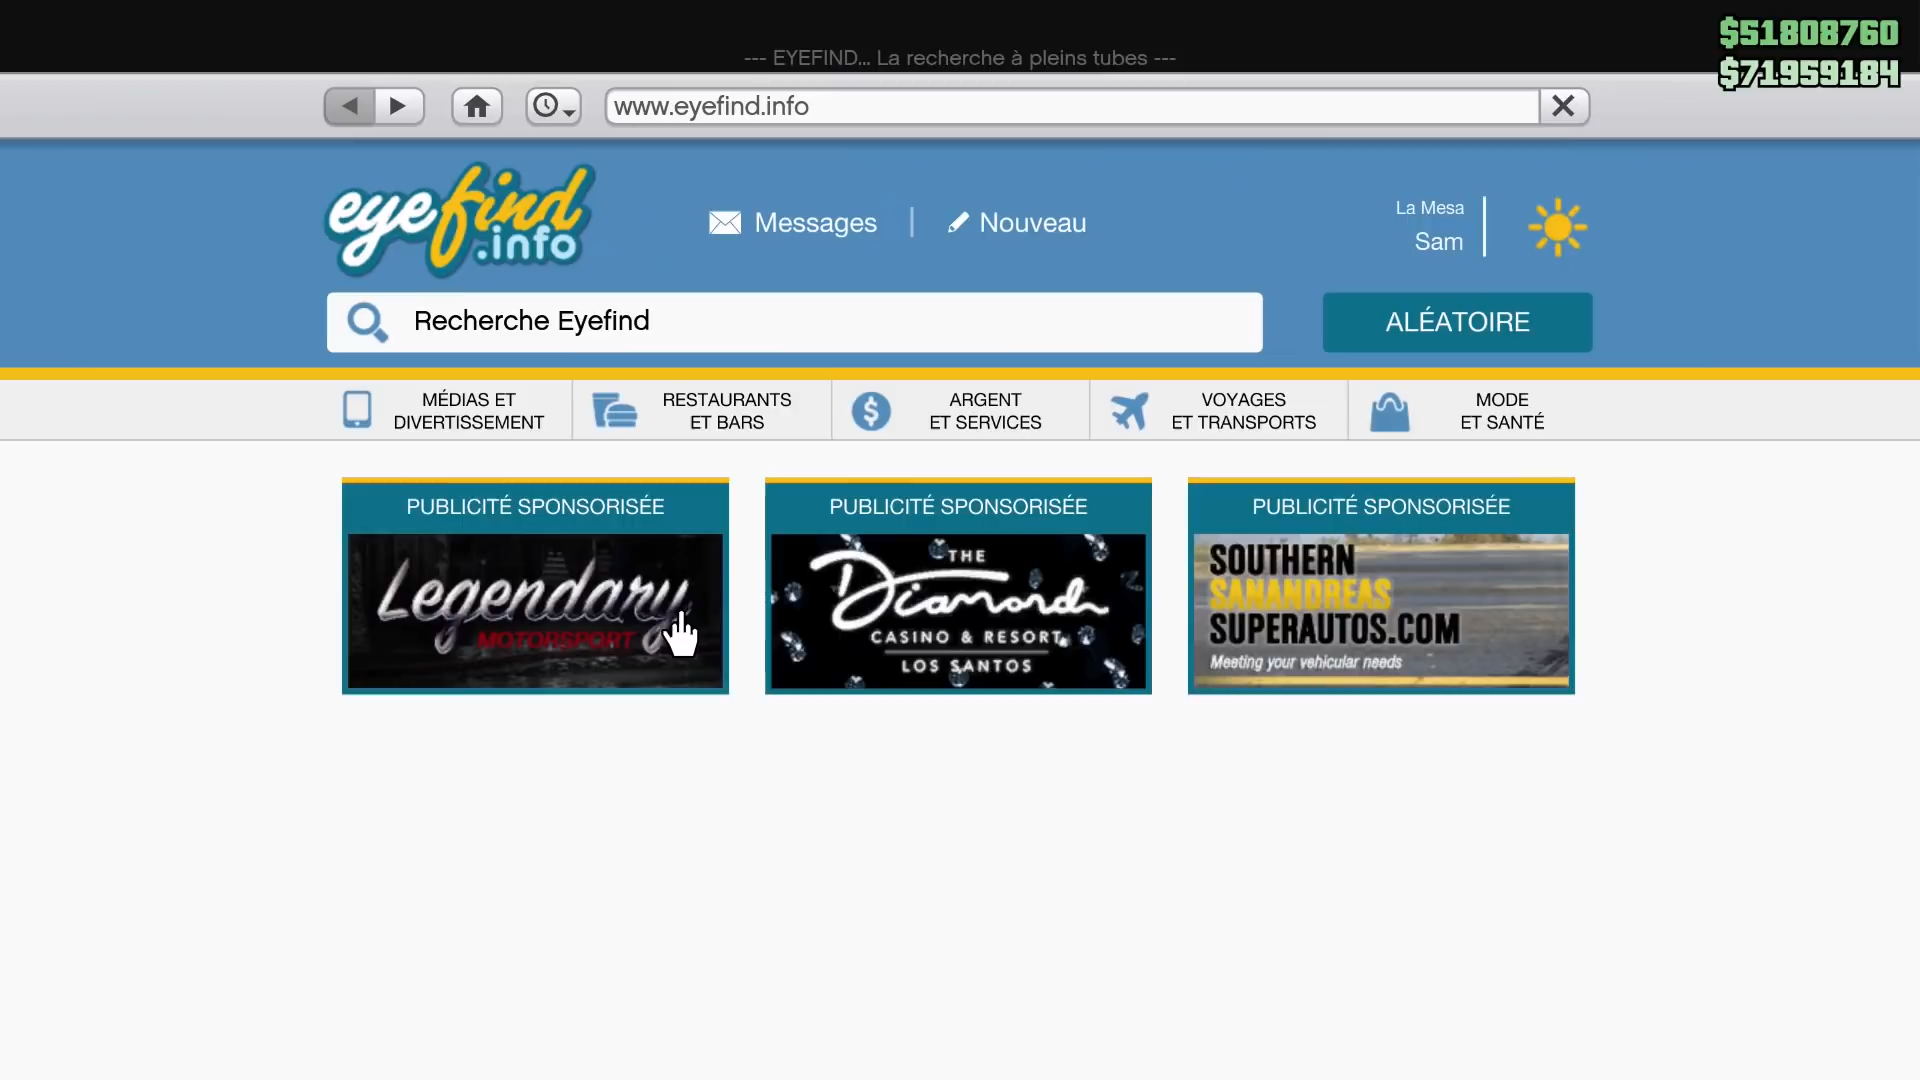 $51808760
--- EYEFIND... La recherche à pleins tubes ---
$71959184
www.eyefind.info
eyefind
.info
Messages
Nouveau
La Mesa
Sam
Recherche Eyefind
ALÉATOIRE
MÉDIAS ET
DIVERTISSEMENT
RESTAURANTS
ET BARS
ARGENT
ET SERVICES
VOYAGES
ET TRANSPORTS
MODE
ET SANTÉ
PUBLICITÉ SPONSORISÉE
Legendary
MOTORSPORT
PUBLICITÉ SPONSORISÉE
THE
Diamond
CASINO & RESORT
LOS SANTOS
PUBLICITÉ SPONSORISÉE
SOUTHERN
SANANDREAS
SUPERAUTOS.COM
Meeting your vehicular needs